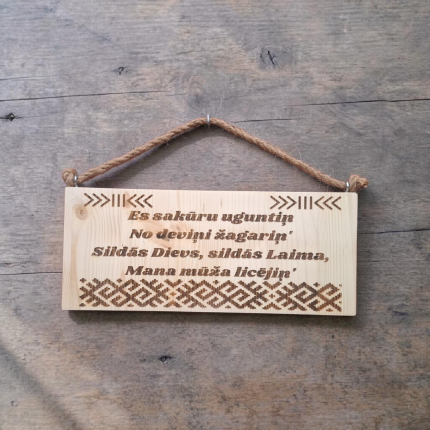 Es sakūru uguntiņ
No deviņi žagariņ'
Sildās Dievs, sildās Laima,
Mana mūža licējiņ'